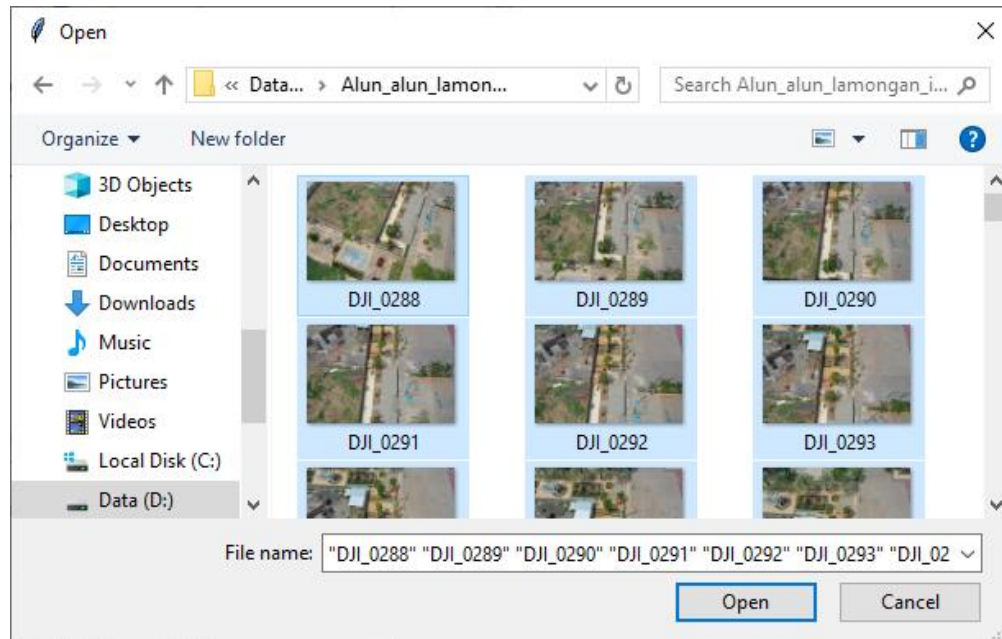 Open
« Data... › Alun_alun_lamon...
Search Alun_alun_lamongan_i...
Organize
New folder
3D Objects
Desktop
Documents
Downloads
Music
Pictures
Videos
Local Disk (C:)
Data (D:)
DJI_0288 DJI_0289 DJI_0290
DJI_0291 DJI_0292 DJI_0293
File name: "DJI_0288" "DJI_0289" "DJI_0290" "DJI_0291" "DJI_0292" "DJI_0293" "DJI_02
Open Cancel